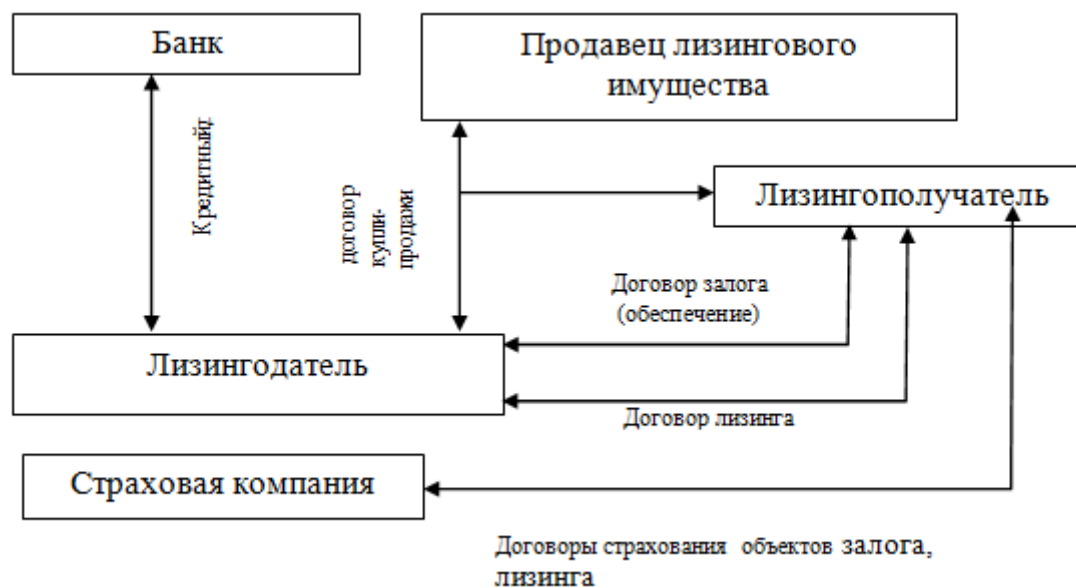 Банк
Продавец лизингового
имущества
Кредитный
договор
купли-
продажи
Лизингополучатель
Договор залога
(обеспечение)
Лизингодатель
Договор лизинга
Страховая компания
Договоры страхования объектов залога,
лизинга